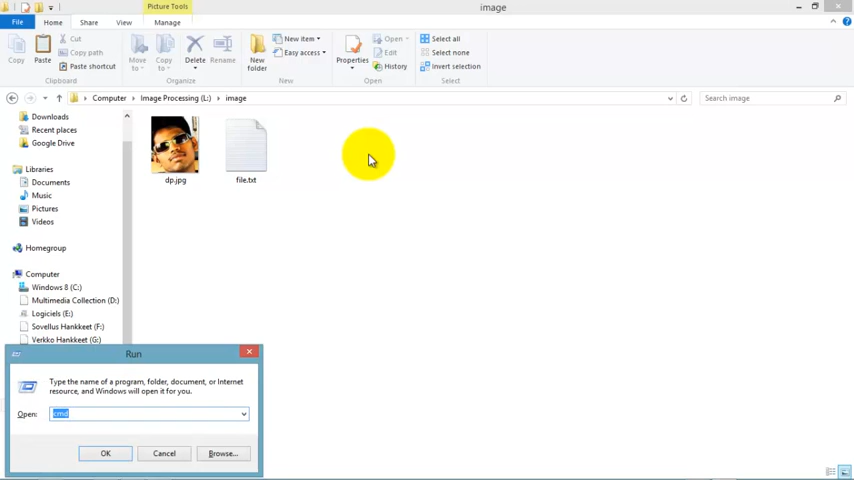 Picture Tools
image
File
Home
Share
View
Manage
Copy
Paste
Cut
Copy path
Paste shortcut
Clipboard
Move to
Copy to
Delete
Rename
Organize
New folder
New item
Easy access
New
Properties
Open
Edit
History
Open
Select all
Select none
Invert selection
Select
Computer
Image Processing (L:)
image
Search image
Downloads
Recent places
Google Drive
Libraries
Documents
Music
Pictures
Videos
Homegroup
Computer
Windows 8 (C:)
Multimedia Collection (D:)
Logiciels (E:)
Sovellus Hankkeet (F:)
Verkko Hankkeet (G:)
dp.jpg
file.txt
Run
Type the name of a program, folder, document, or Internet
resource, and Windows will open it for you.
Open:
cmd
OK
Cancel
Browse...